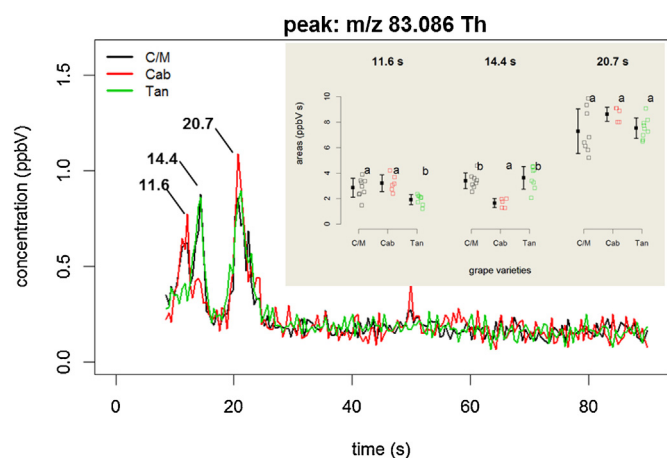 peak: m/z 83.086 Th
C/M
Cab
Tan
11.6
14.4
20.7
11.6 s 14.4 s 20.7 s
a a b
b a b
a a a
areas (ppbV s)
10
8
6
4
2
0
C/M Cab Tan C/M Cab Tan C/M Cab Tan
grape varieties
concentration (ppbV)
1.5
1.0
0.5
0.0
0 20 40 60 80
time (s)